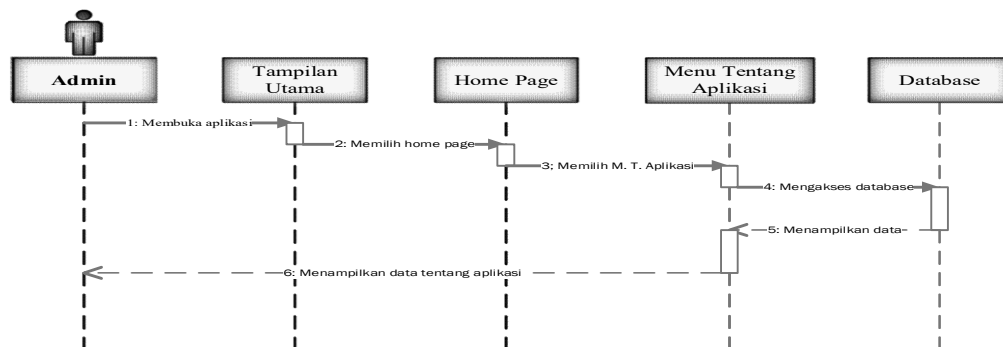 Admin
Tampilan
Utama
Home Page
Menu Tentang
Aplikasi
Database
1: Membuka aplikasi
2: Memilih home page
3; Memilih M. T. Aplikasi
4: Mengakses database
5: Menampilkan data
6: Menampilkan data tentang aplikasi